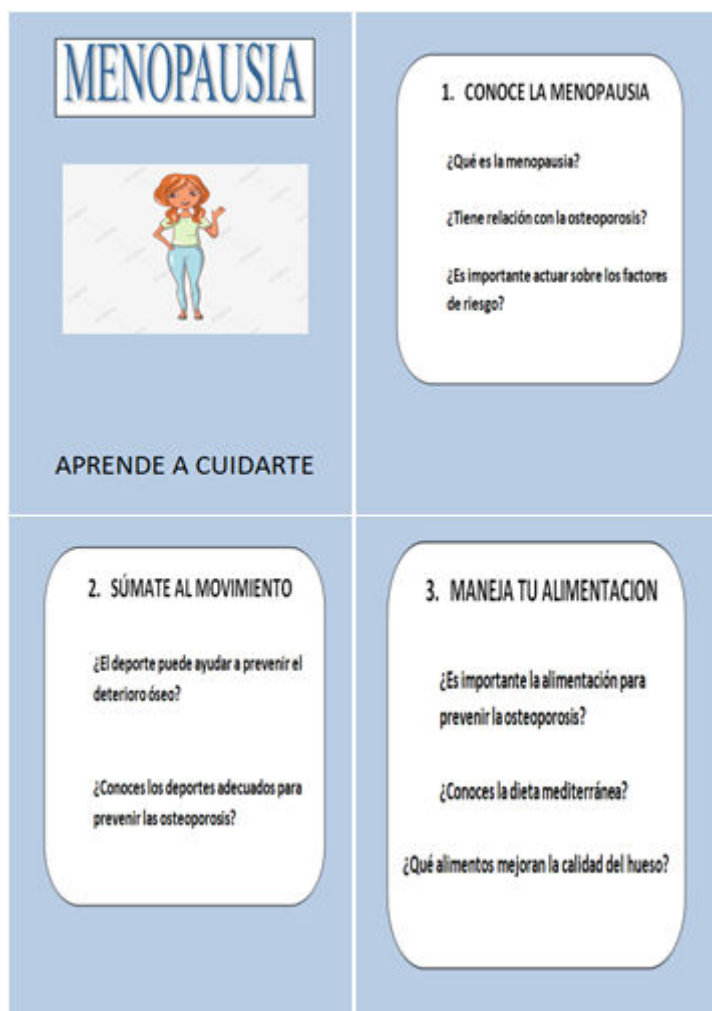 MENOPAUSIA
APRENDE A CUIDARTE
1. CONOCE LA MENOPAUSIA
¿Qué es la menopausia?
¿Tiene relación con la osteoporosis?
¿Es importante actuar sobre los factores
de riesgo?
2. SÚMATE AL MOVIMIENTO
¿El deporte puede ayudar a prevenir el
deterioro óseo?
¿Conoces los deportes adecuados para
prevenir las osteoporosis?
3. MANEJA TU ALIMENTACION
¿Es importante la alimentación para
prevenir la osteoporosis?
¿Conoces la dieta mediterránea?
¿Qué alimentos mejoran la calidad del hueso?